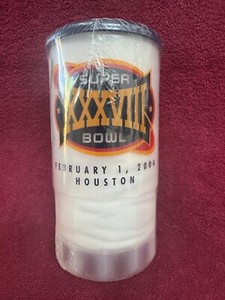 SUPER
XXXVIII
BOWL
FEBRUARY 1, 2004
HOUSTON